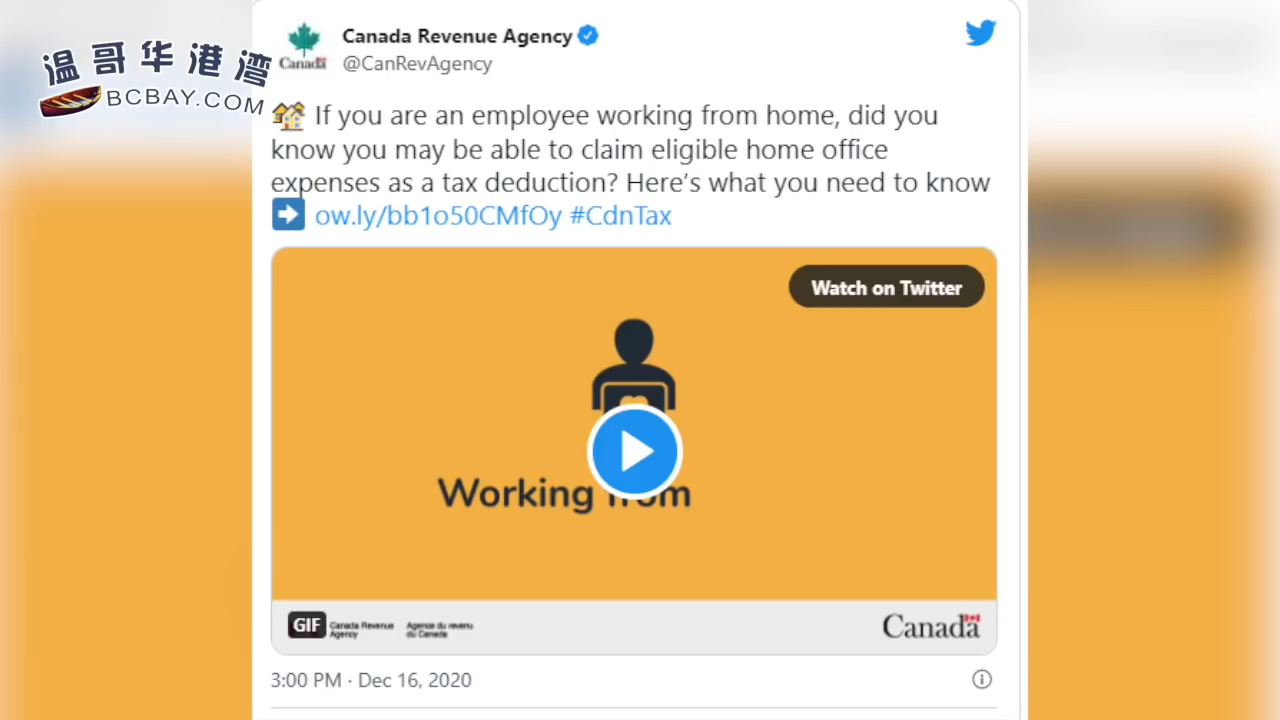 温哥华港湾
BCBAY.COM
Canada
Canada Revenue Agency
@CanRevAgency
If you are an employee working from home, did you
know you may be able to claim eligible home office
expenses as a tax deduction? Here’s what you need to know
ow.ly/bb1o50CMfOy #CdnTax
Watch on Twitter
Working from
GIF
Canada Revenue
Agency
Agence du revenu
du Canada
Canada
3:00 PM · Dec 16, 2020